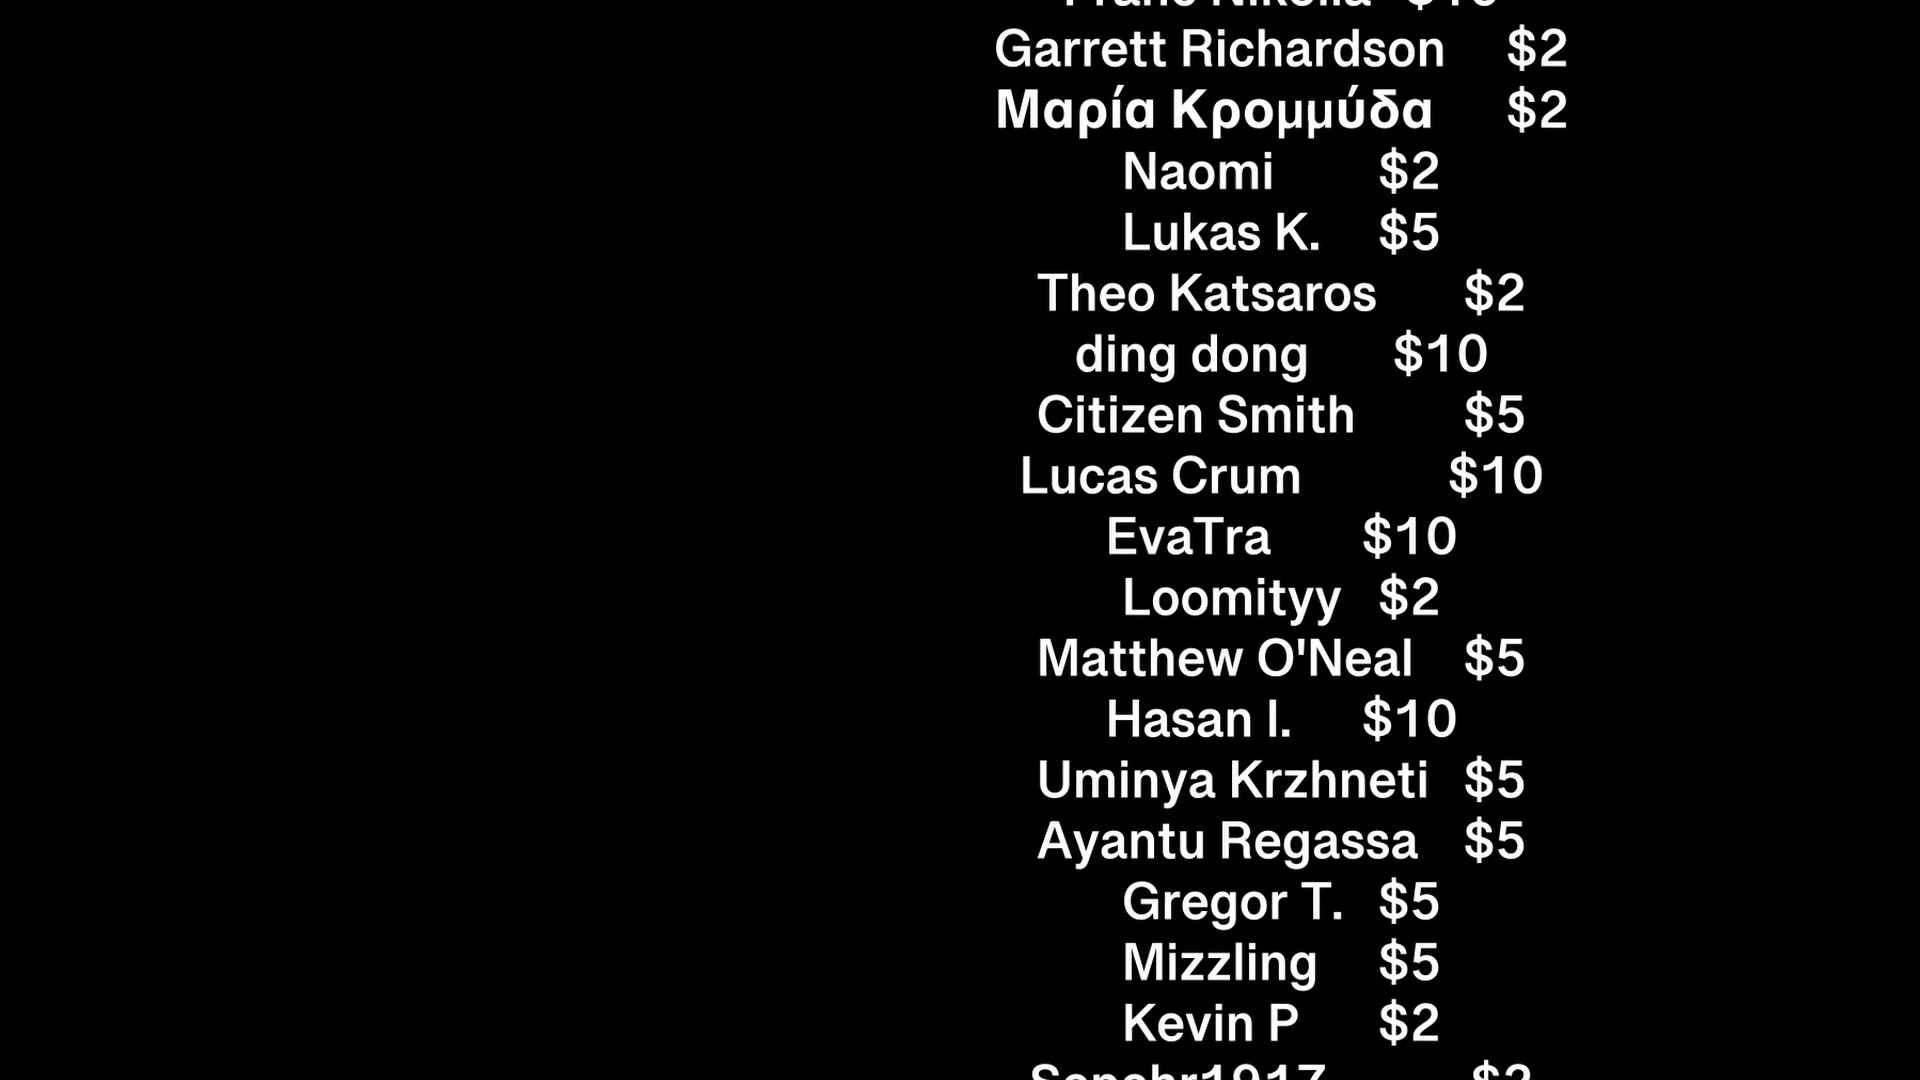 Garrett Richardson $2
Μαρία Κρομμύδα $2
Naomi $2
Lukas K. $5
Theo Katsaros $2
ding dong $10
Citizen Smith $5
Lucas Crum $10
EvaTra $10
Loomityy $2
Matthew O'Neal $5
Hasan I. $10
Uminya Krzhneti $5
Ayantu Regassa $5
Gregor T. $5
Mizzling $5
Kevin P $2